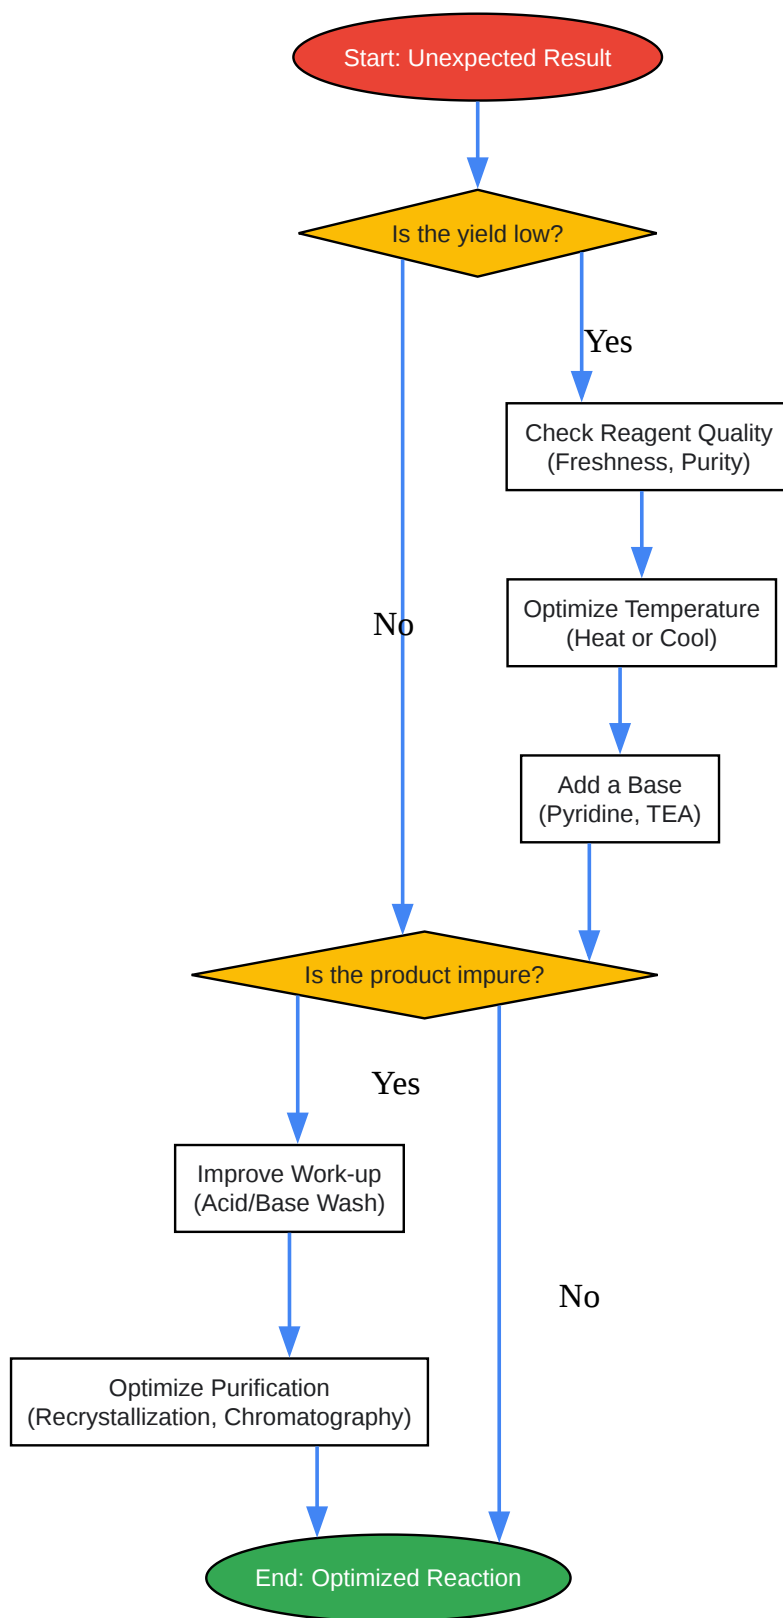 Start: Unexpected Result
Is the yield low?
Yes
Check Reagent Quality
(Freshness, Purity)
Optimize Temperature
(Heat or Cool)
No
Add a Base
(Pyridine, TEA)
Is the product impure?
Yes
Improve Work-up
(Acid/Base Wash)
No
Optimize Purification
(Recrystallization, Chromatography)
End: Optimized Reaction